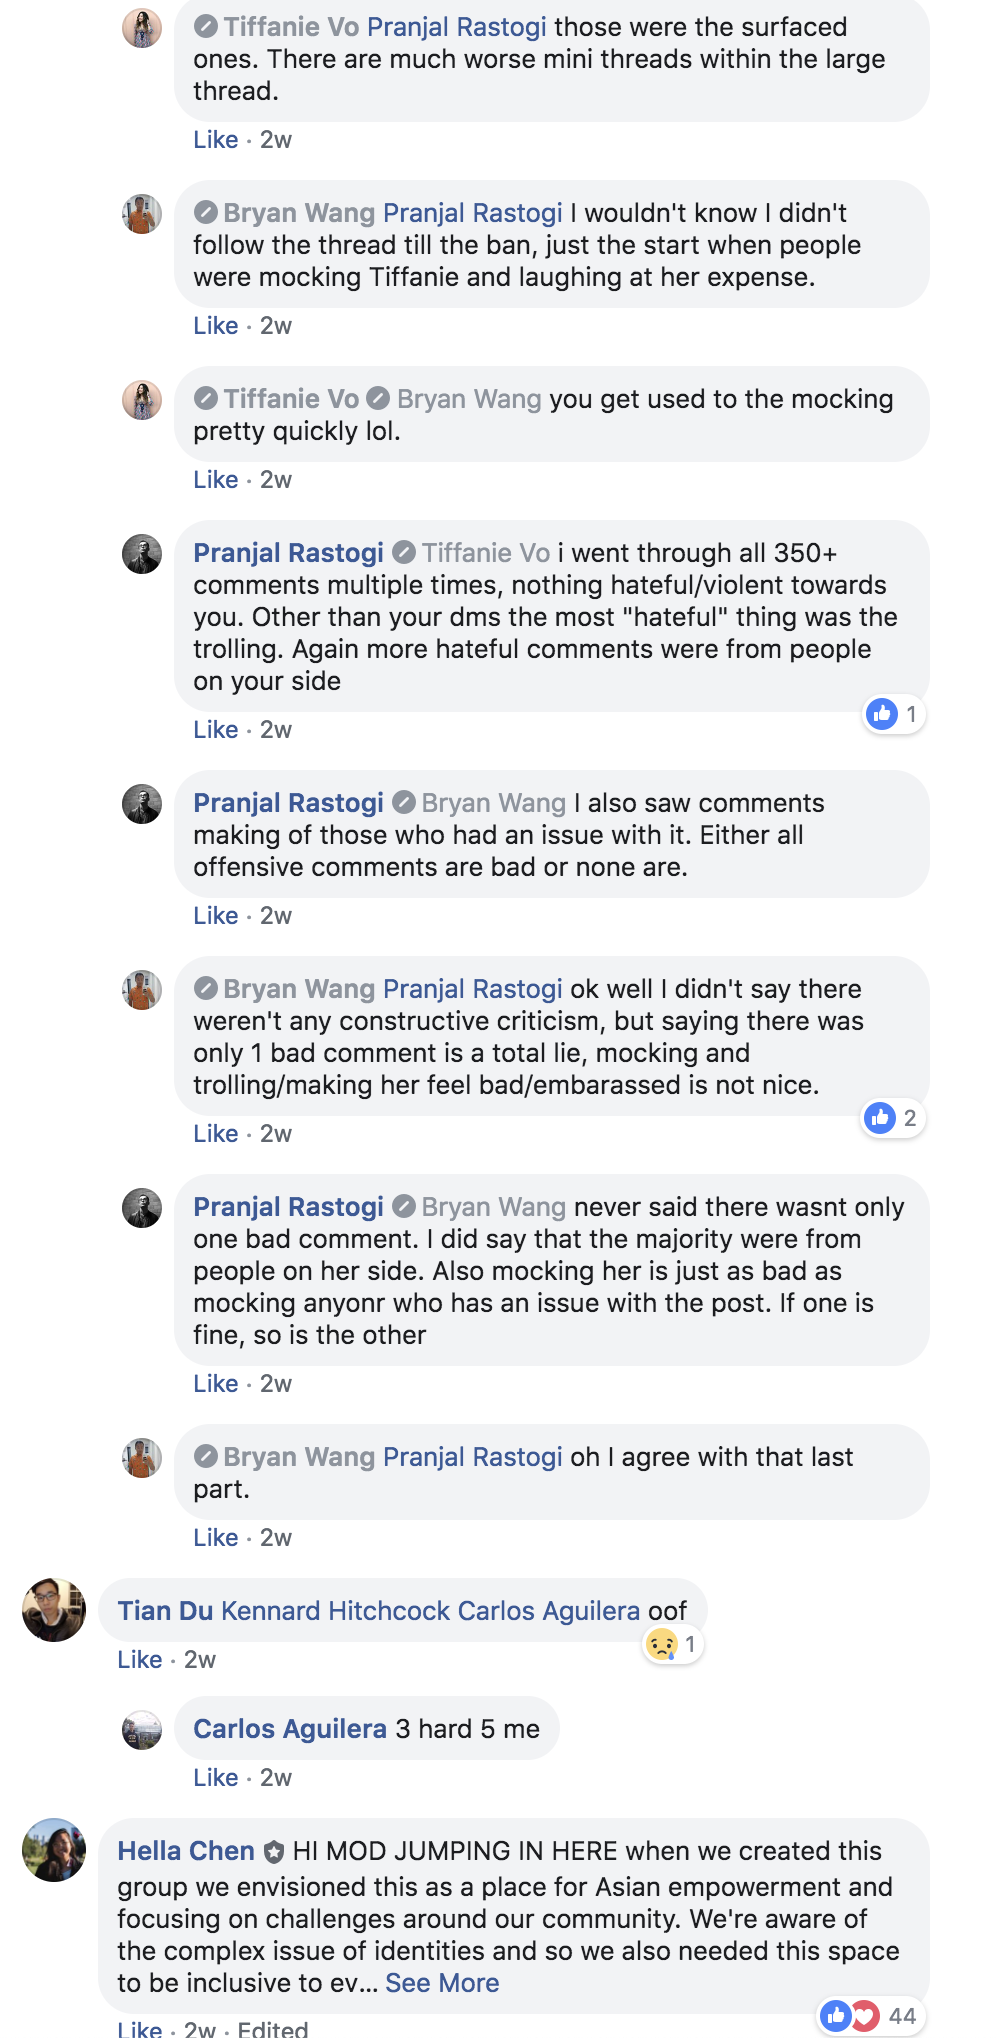 Tiffanie Vo Pranjal Rastogi those were the surfaced
ones. There are much worse mini threads within the large
thread.
Like · 2w
Bryan Wang Pranjal Rastogi I wouldn't know I didn't
follow the thread till the ban, just the start when people
were mocking Tiffanie and laughing at her expense.
Like · 2w
Tiffanie Vo Bryan Wang you get used to the mocking
pretty quickly lol.
Like · 2w
Pranjal Rastogi Tiffanie Vo i went through all 350+
comments multiple times, nothing hateful/violent towards
you. Other than your dms the most "hateful" thing was the
trolling. Again more hateful comments were from people
on your side
1
Like · 2w
Pranjal Rastogi Bryan Wang I also saw comments
making of those who had an issue with it. Either all
offensive comments are bad or none are.
Like · 2w
Bryan Wang Pranjal Rastogi ok well I didn't say there
weren't any constructive criticism, but saying there was
only 1 bad comment is a total lie, mocking and
trolling/making her feel bad/embarassed is not nice.
2
Like · 2w
Pranjal Rastogi Bryan Wang never said there wasnt only
one bad comment. I did say that the majority were from
people on her side. Also mocking her is just as bad as
mocking anyonr who has an issue with the post. If one is
fine, so is the other
Like · 2w
Bryan Wang Pranjal Rastogi oh I agree with that last
part.
Like · 2w
Tian Du Kennard Hitchcock Carlos Aguilera oof
1
Like · 2w
Carlos Aguilera 3 hard 5 me
Like · 2w
Hella Chen HI MOD JUMPING IN HERE when we created this
group we envisioned this as a place for Asian empowerment and
focusing on challenges around our community. We're aware of
the complex issue of identities and so we also needed this space
to be inclusive to ev... See More
44
Like · 2w · Edited